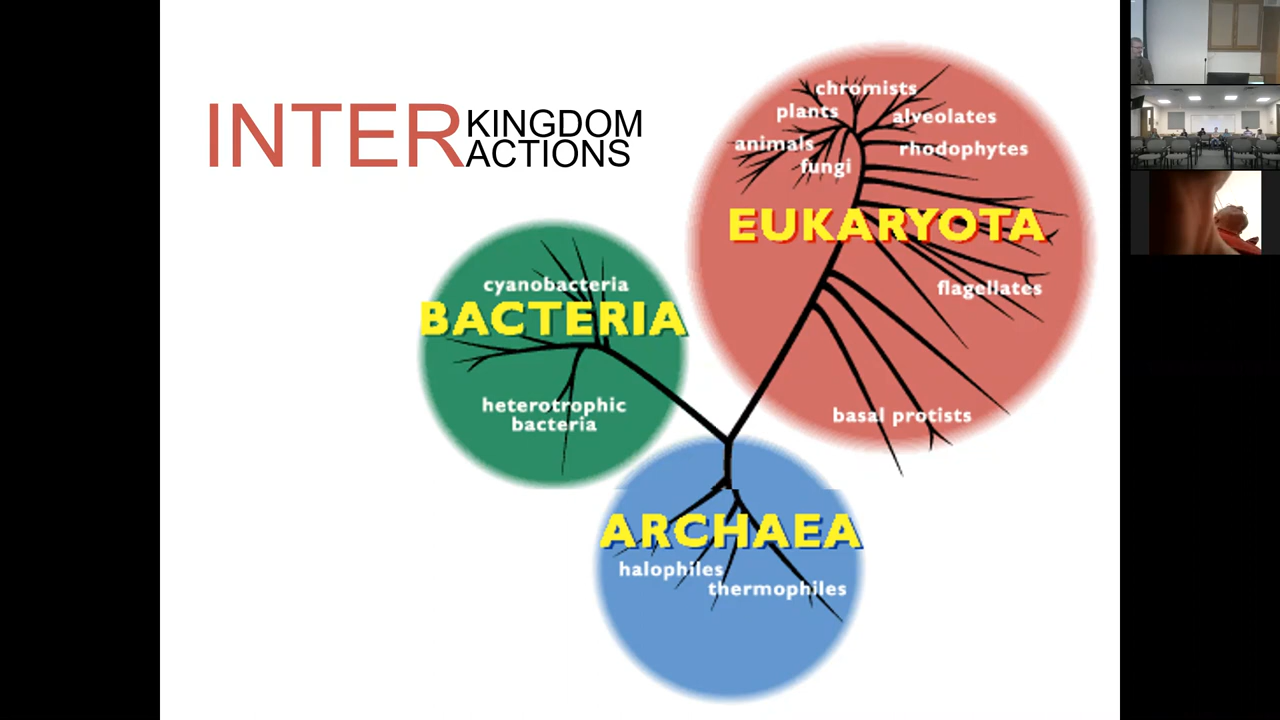 INTER KINGDOM
ACTIONS
chromists
plants
alveolates
animals
rhodophytes
fungi
EUKARYOTA
flagellates
basal protists
cyanobacteria
BACTERIA
heterotrophic
bacteria
ARCHAEA
halophiles
thermophiles